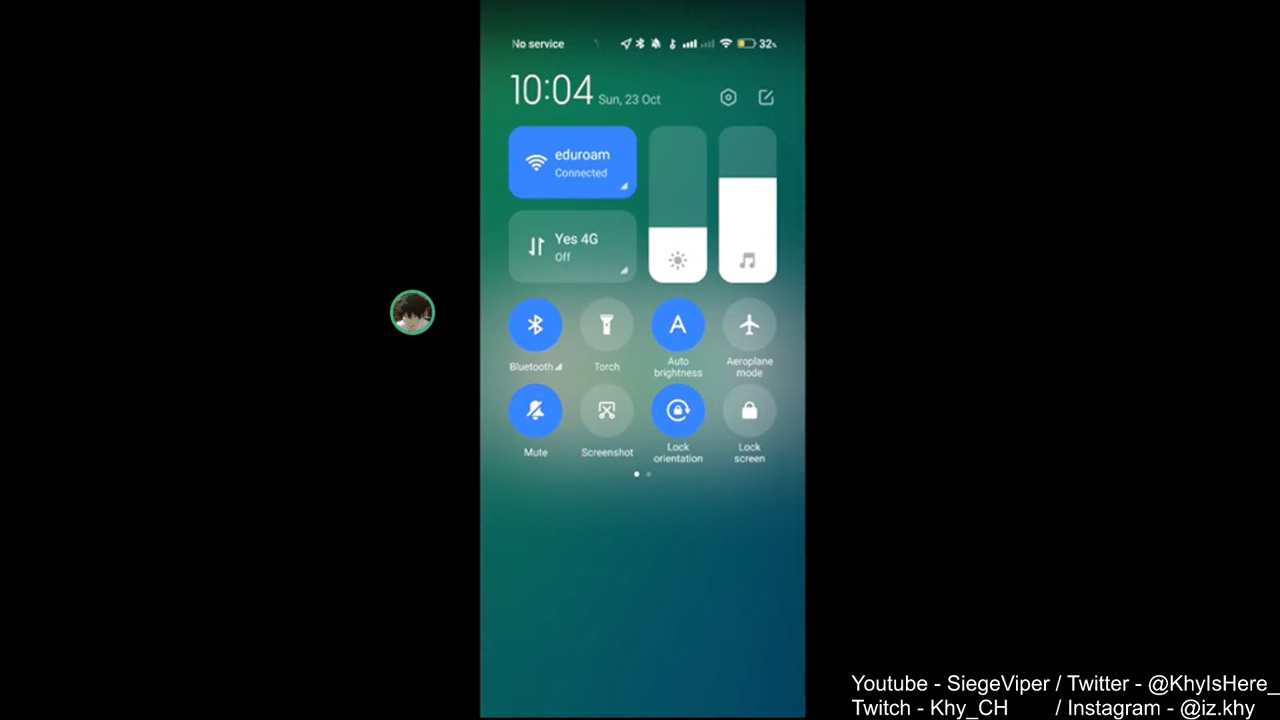 No service 32%
10:04 Sun, 23 Oct
eduroam
Connected
Yes 4G
Off
Bluetooth
Torch
Auto
brightness
Aeroplane
mode
Mute
Screenshot
Lock
orientation
Lock
screen
Youtube - SiegeViper / Twitter - @KhyIsHere_
Twitch - Khy_CH / Instagram - @iz.khy